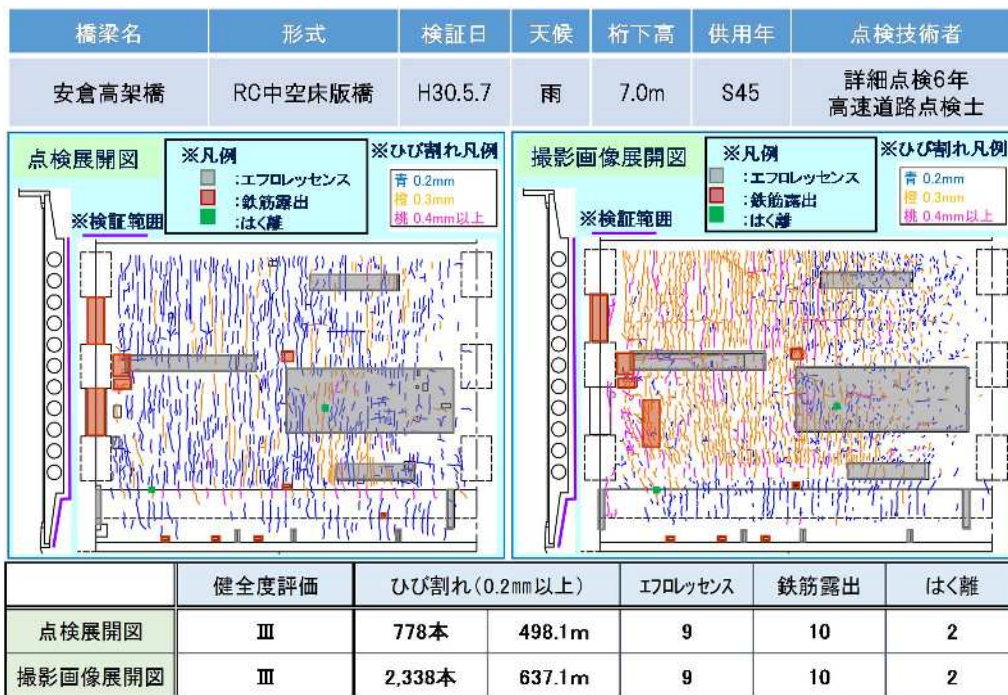 橋梁名 形式 検証日 天候 桁下高 供用年 点検技術者
安倉高架橋 RC中空床版橋 H30.5.7 雨 7.0m S45 詳細点検6年
高速道路点検士
点検展開図
※凡例
:エフロレッセンス
:鉄筋露出
:はく離
※ひび割れ凡例
青 0.2mm
橙 0.3mm
桃 0.4mm以上
※検証範囲
撮影画像展開図
※凡例
:エフロレッセンス
:鉄筋露出
:はく離
※ひび割れ凡例
青 0.2mm
橙 0.3mm
桃 0.4mm以上
※検証範囲
健全度評価 ひび割れ(0.2㎜以上) エフロレッセンス 鉄筋露出 はく離
点検展開図 Ⅲ 778本 498.1m 9 10 2
撮影画像展開図 Ⅲ 2,338本 637.1m 9 10 2